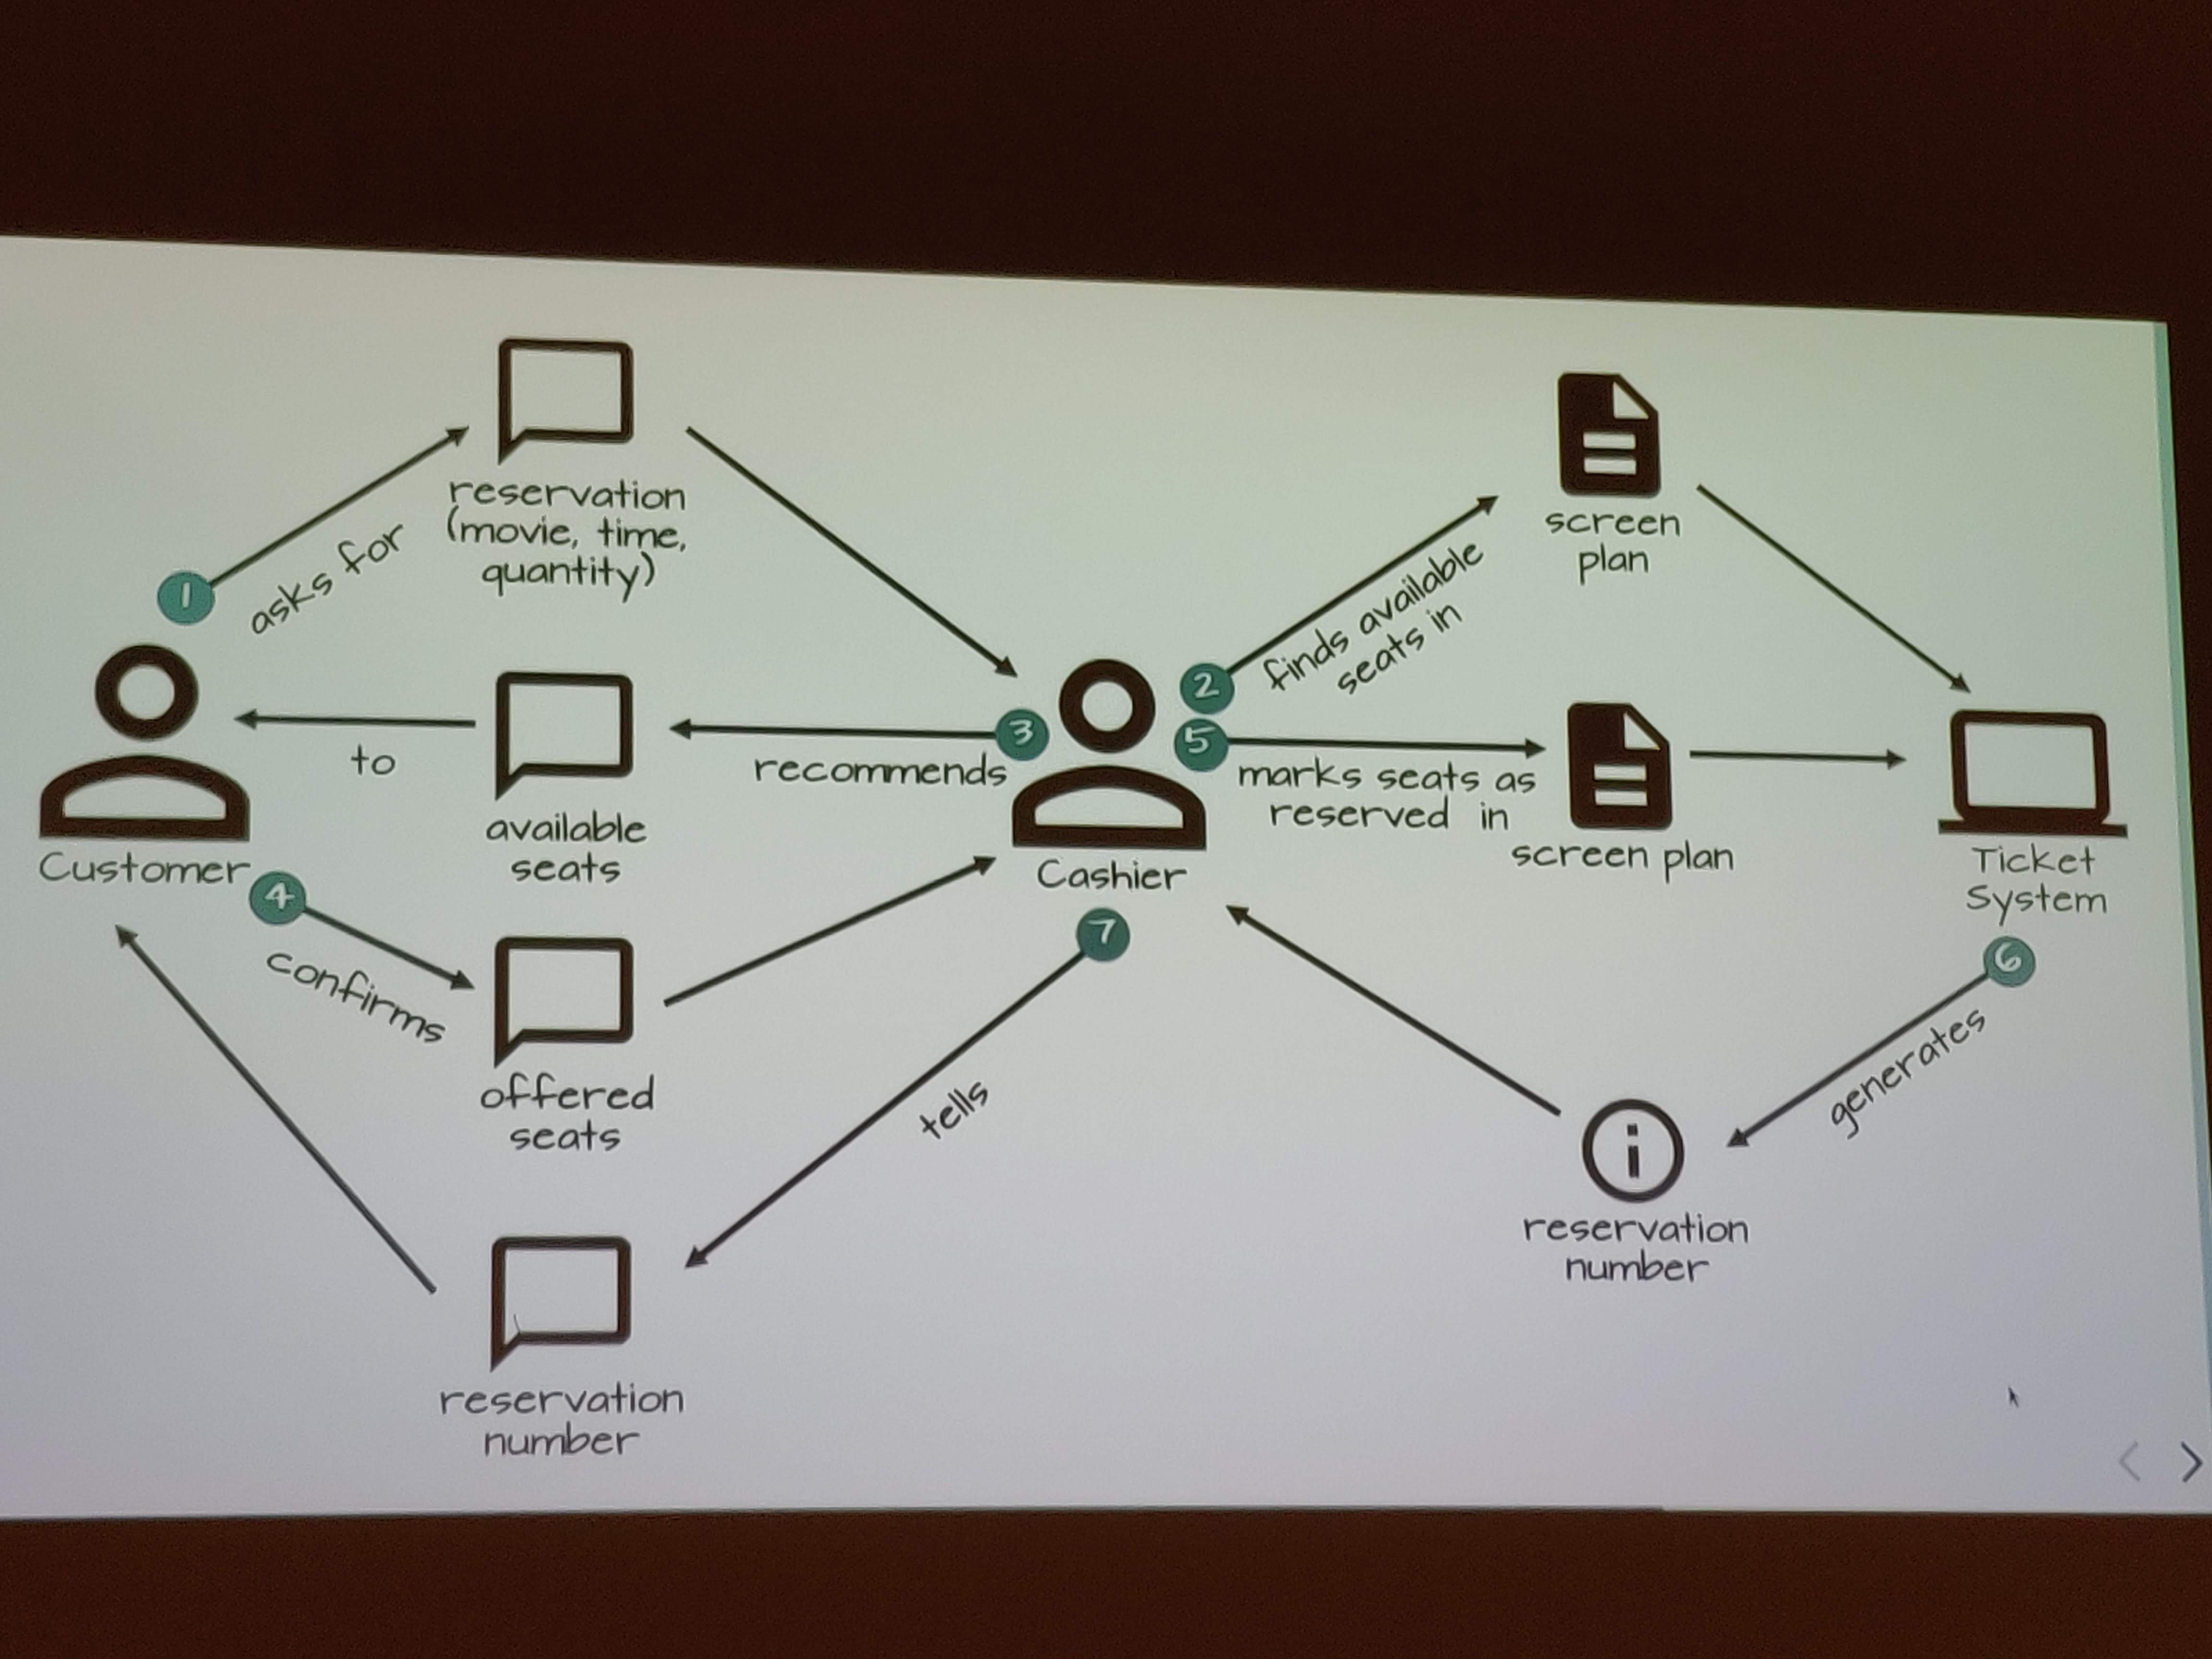 1
asks for
reservation
(movie, time,
quantity)
2
finds available
seats in
screen
plan
3
recommends
available
seats
to
Customer
4
confirms
offered
seats
Cashier
5
marks seats as
reserved in
screen plan
Ticket
System
6
generates
reservation
number
7
tells
reservation
number